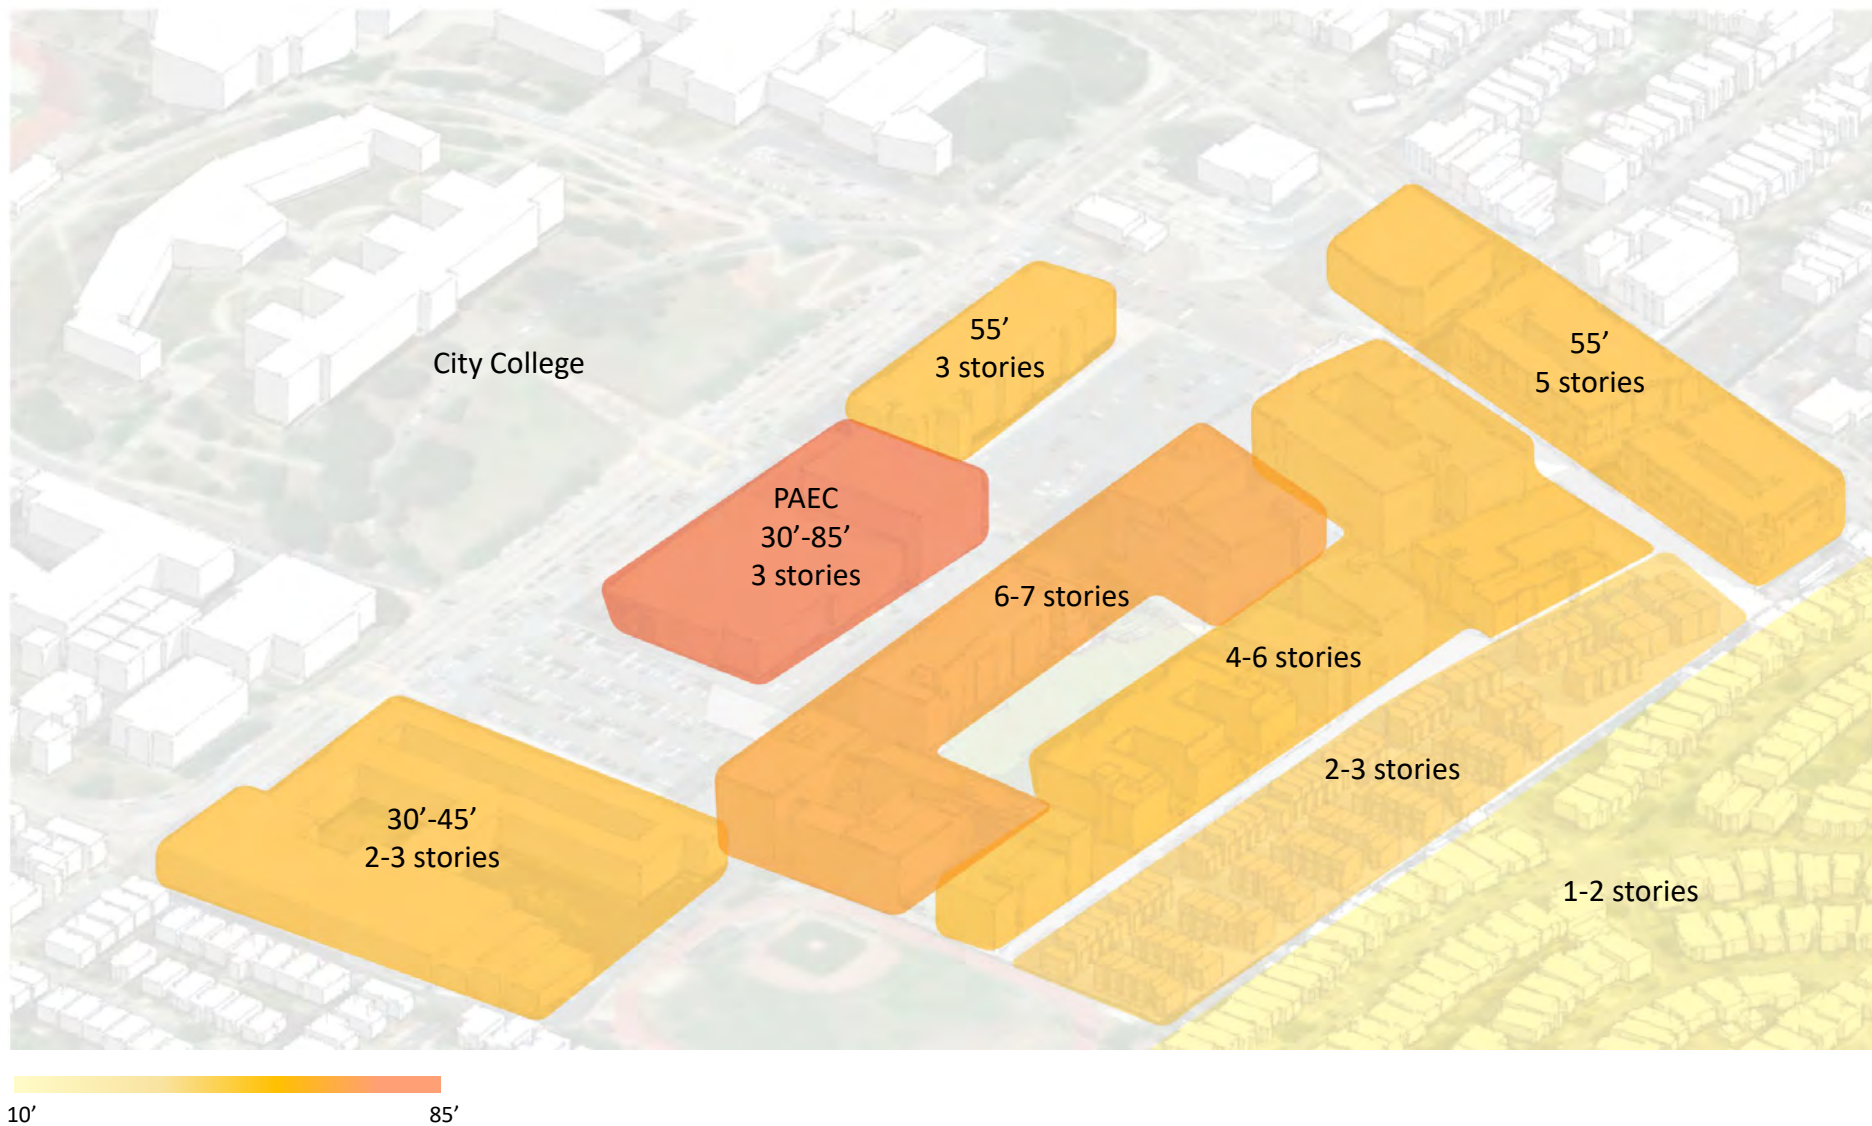 55’
3 stories
55’
5 stories
City College
PAEC
30’-85’
3 stories
6-7 stories
4-6 stories
2-3 stories
30’-45’
2-3 stories
1-2 stories
10’
85’